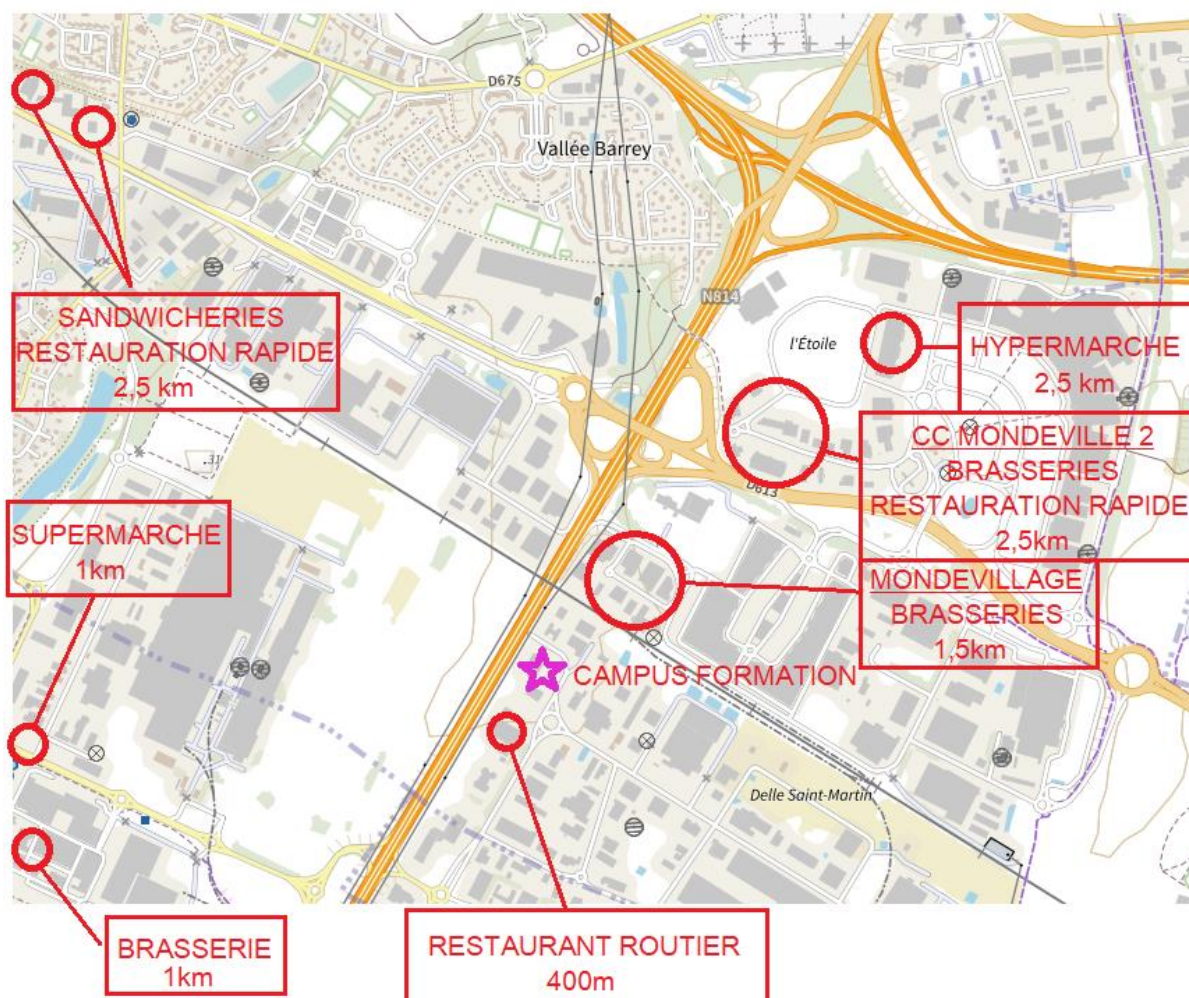 D675
Vallée Barrey
N814
SANDWICHERIES
RESTAURATION RAPIDE
2,5 km
l'Étoile
HYPERMARCHE
2,5 km
CC MONDEVILLE 2
BRASSERIES
RESTAURATION RAPIDE
2,5km
D613
31
SUPERMARCHE
1km
MONDEVILLAGE
BRASSERIES
1,5km
CAMPUS FORMATION
Delle Saint-Martin
BRASSERIE
1km
RESTAURANT ROUTIER
400m